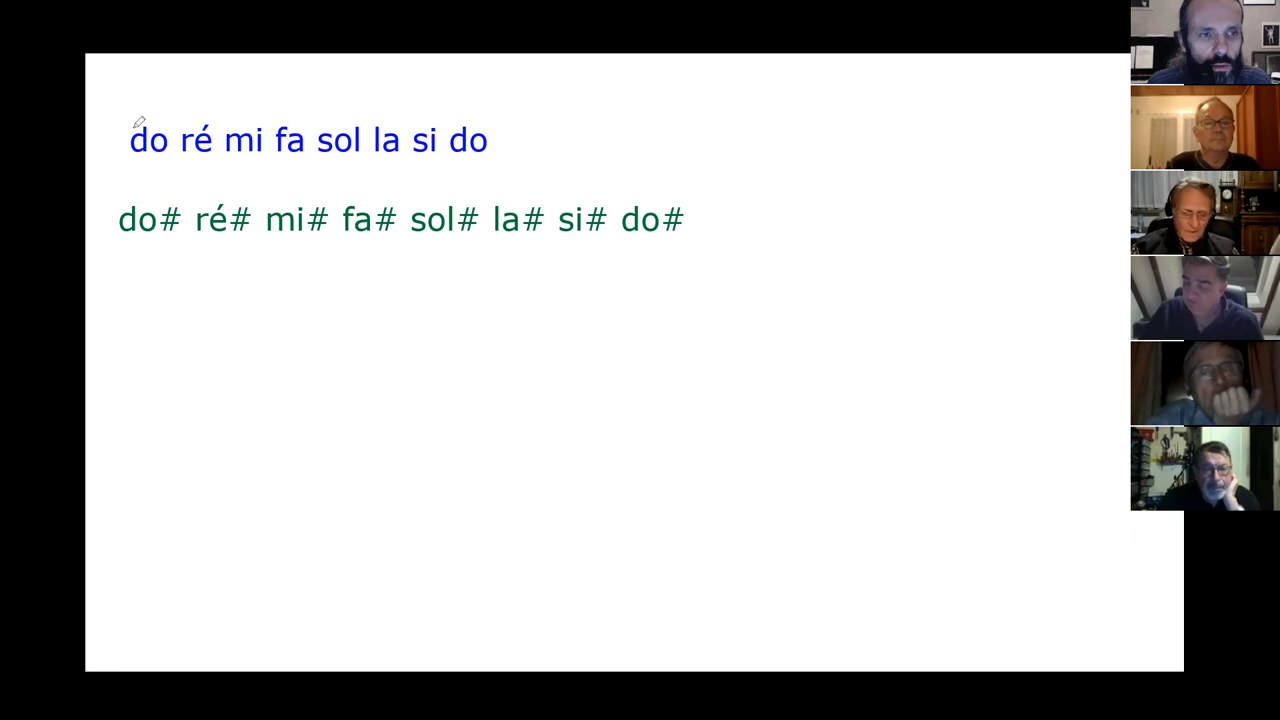 do ré mi fa sol la si do
do# ré# mi# fa# sol# la# si# do#